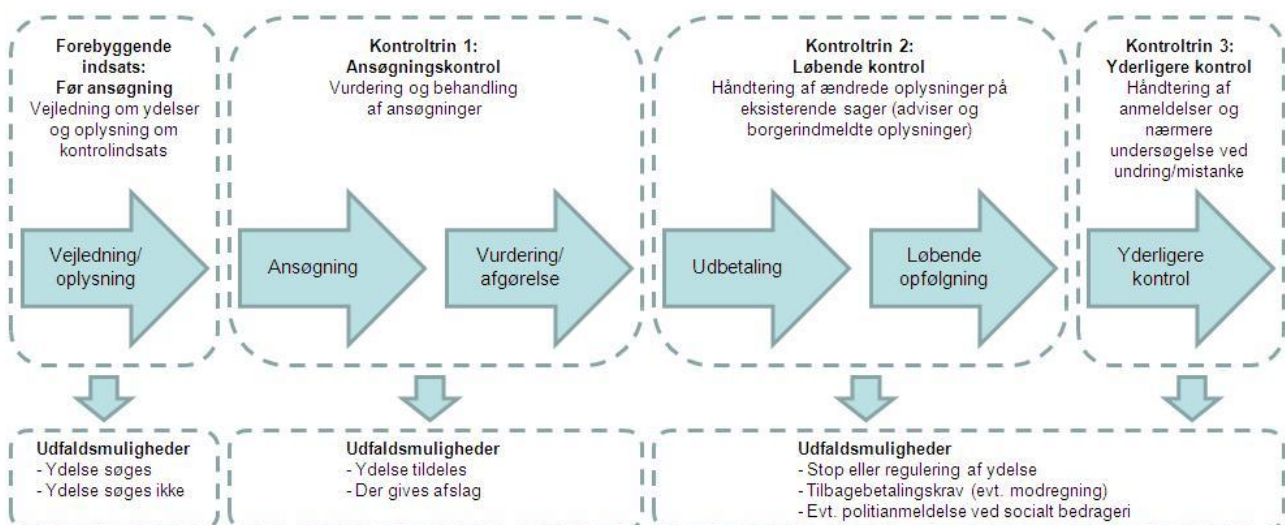 Forebyggende
indsats:
Før ansøgning
Vejledning om ydelser
og oplysning om
kontrolindsats
Vejledning/
oplysning
Udfaldsmuligheder
- Ydelse søges
- Ydelse søges ikke
Kontroltrin 1:
Ansøgningskontrol
Vurdering og behandling
af ansøgninger
Ansøgning
Vurdering/
afgørelse
Udfaldsmuligheder
- Ydelse tildeles
- Der gives afslag
Kontroltrin 2:
Løbende kontrol
Håndtering af ændrede oplysninger på
eksisterende sager (adviser og
borgerindmeldte oplysninger)
Udbetaling
Løbende
opfølgning
Kontroltrin 3:
Yderligere kontrol
Håndtering af
anmeldelser og
nærmere
undersøgelse ved
undring/mistanke
Yderligere
kontrol
Udfaldsmuligheder
- Stop eller regulering af ydelse
- Tilbagebetalingskrav (evt. modregning)
- Evt. politianmeldelse ved socialt bedrageri